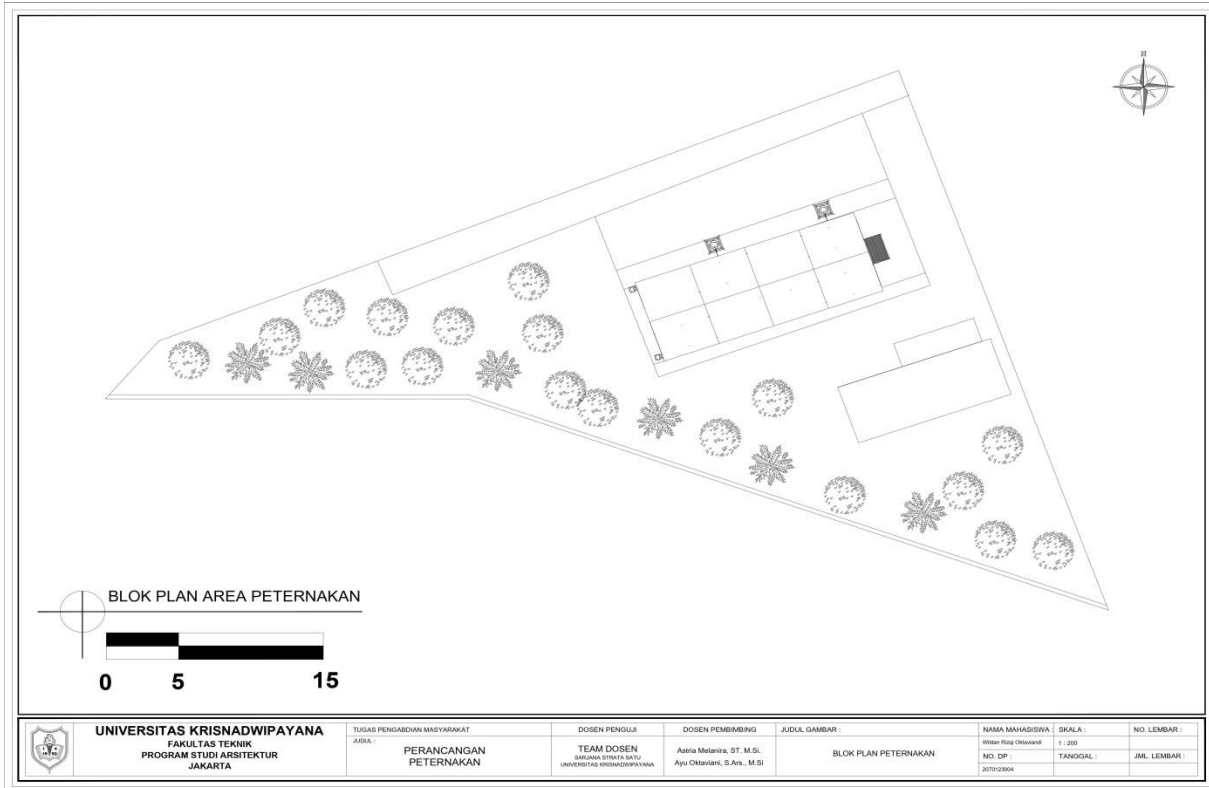 N
BLOK PLAN AREA PETERNAKAN
0 5 15
UNIVERSITAS KRISNADWIPAYANA
FAKULTAS TEKNIK
PROGRAM STUDI ARSITEKTUR
JAKARTA
TUGAS PENGABDIAN MASYARAKAT
JUDUL :
PERANCANGAN
PETERNAKAN
DOSEN PENGUJI
TEAM DOSEN
SARJANA STRATA SATU
UNIVERSITAS KRISNADWIPAYANA
DOSEN PEMBIMBING
Astria Melanira, ST. M.Si.
Ayu Oktaviani, S.Ars., M.Si
JUDUL GAMBAR :
BLOK PLAN PETERNAKAN
NAMA MAHASISWA :
Wildan Rizqi Oktaviandi
NO. DP :
2070123004
SKALA :
1 : 200
TANGGAL :
NO. LEMBAR :
JML. LEMBAR :